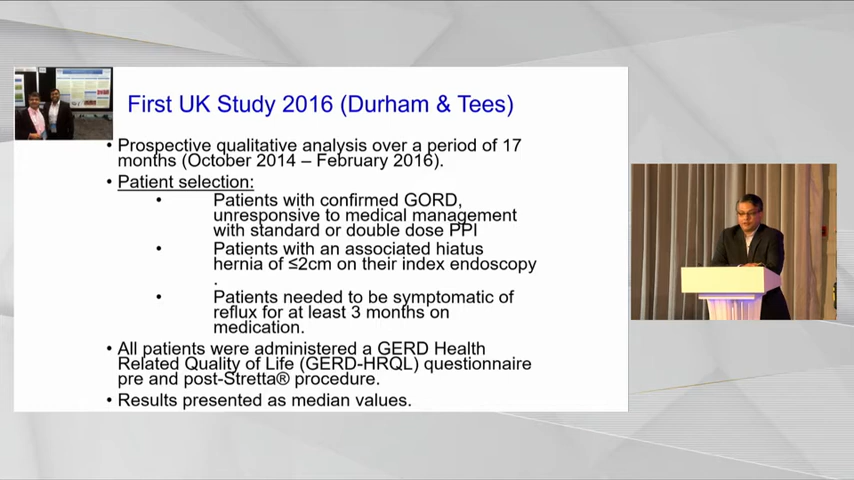 First UK Study 2016 (Durham & Tees)
• Prospective qualitative analysis over a period of 17
months (October 2014 – February 2016).
• Patient selection:
• Patients with confirmed GORD,
unresponsive to medical management
with standard or double dose PPI
• Patients with an associated hiatus
hernia of ≤2cm on their index endoscopy
.
• Patients needed to be symptomatic of
reflux for at least 3 months on
medication.
• All patients were administered a GERD Health
Related Quality of Life (GERD-HRQL) questionnaire
pre and post-Stretta® procedure.
• Results presented as median values.